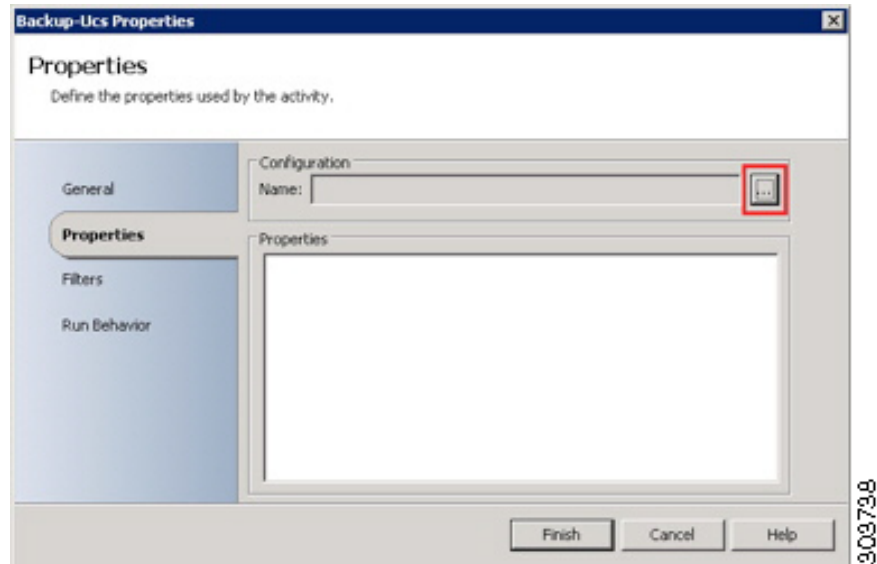 Backup-Ucs Properties
Properties
Define the properties used by the activity.
General
Properties
Filters
Run Behavior
Configuration
Name:
...
Properties
Finish
Cancel
Help
303738